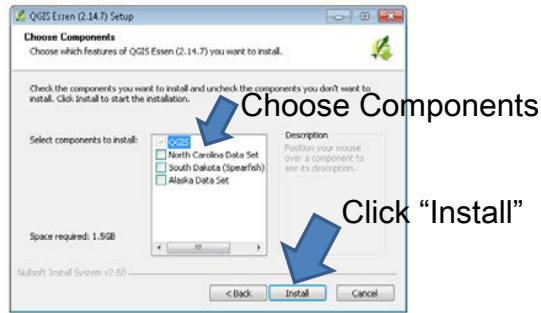 QGIS Essen (2.14.7) Setup
Choose Components
Choose which features of QGIS Essen (2.14.7) you want to install.
Check the components you want to install and uncheck the components you don't want to
install. Click Install to start the installation.
Choose Components
Select components to install:
QGIS
North Carolina Data Set
South Dakota (Spearfish)
Alaska Data Set
Description
Position your mouse
over a component to
see its description.
Click “Install”
Space required: 1.5GB
Nullsoft Install System v2.50
< Back
Install
Cancel